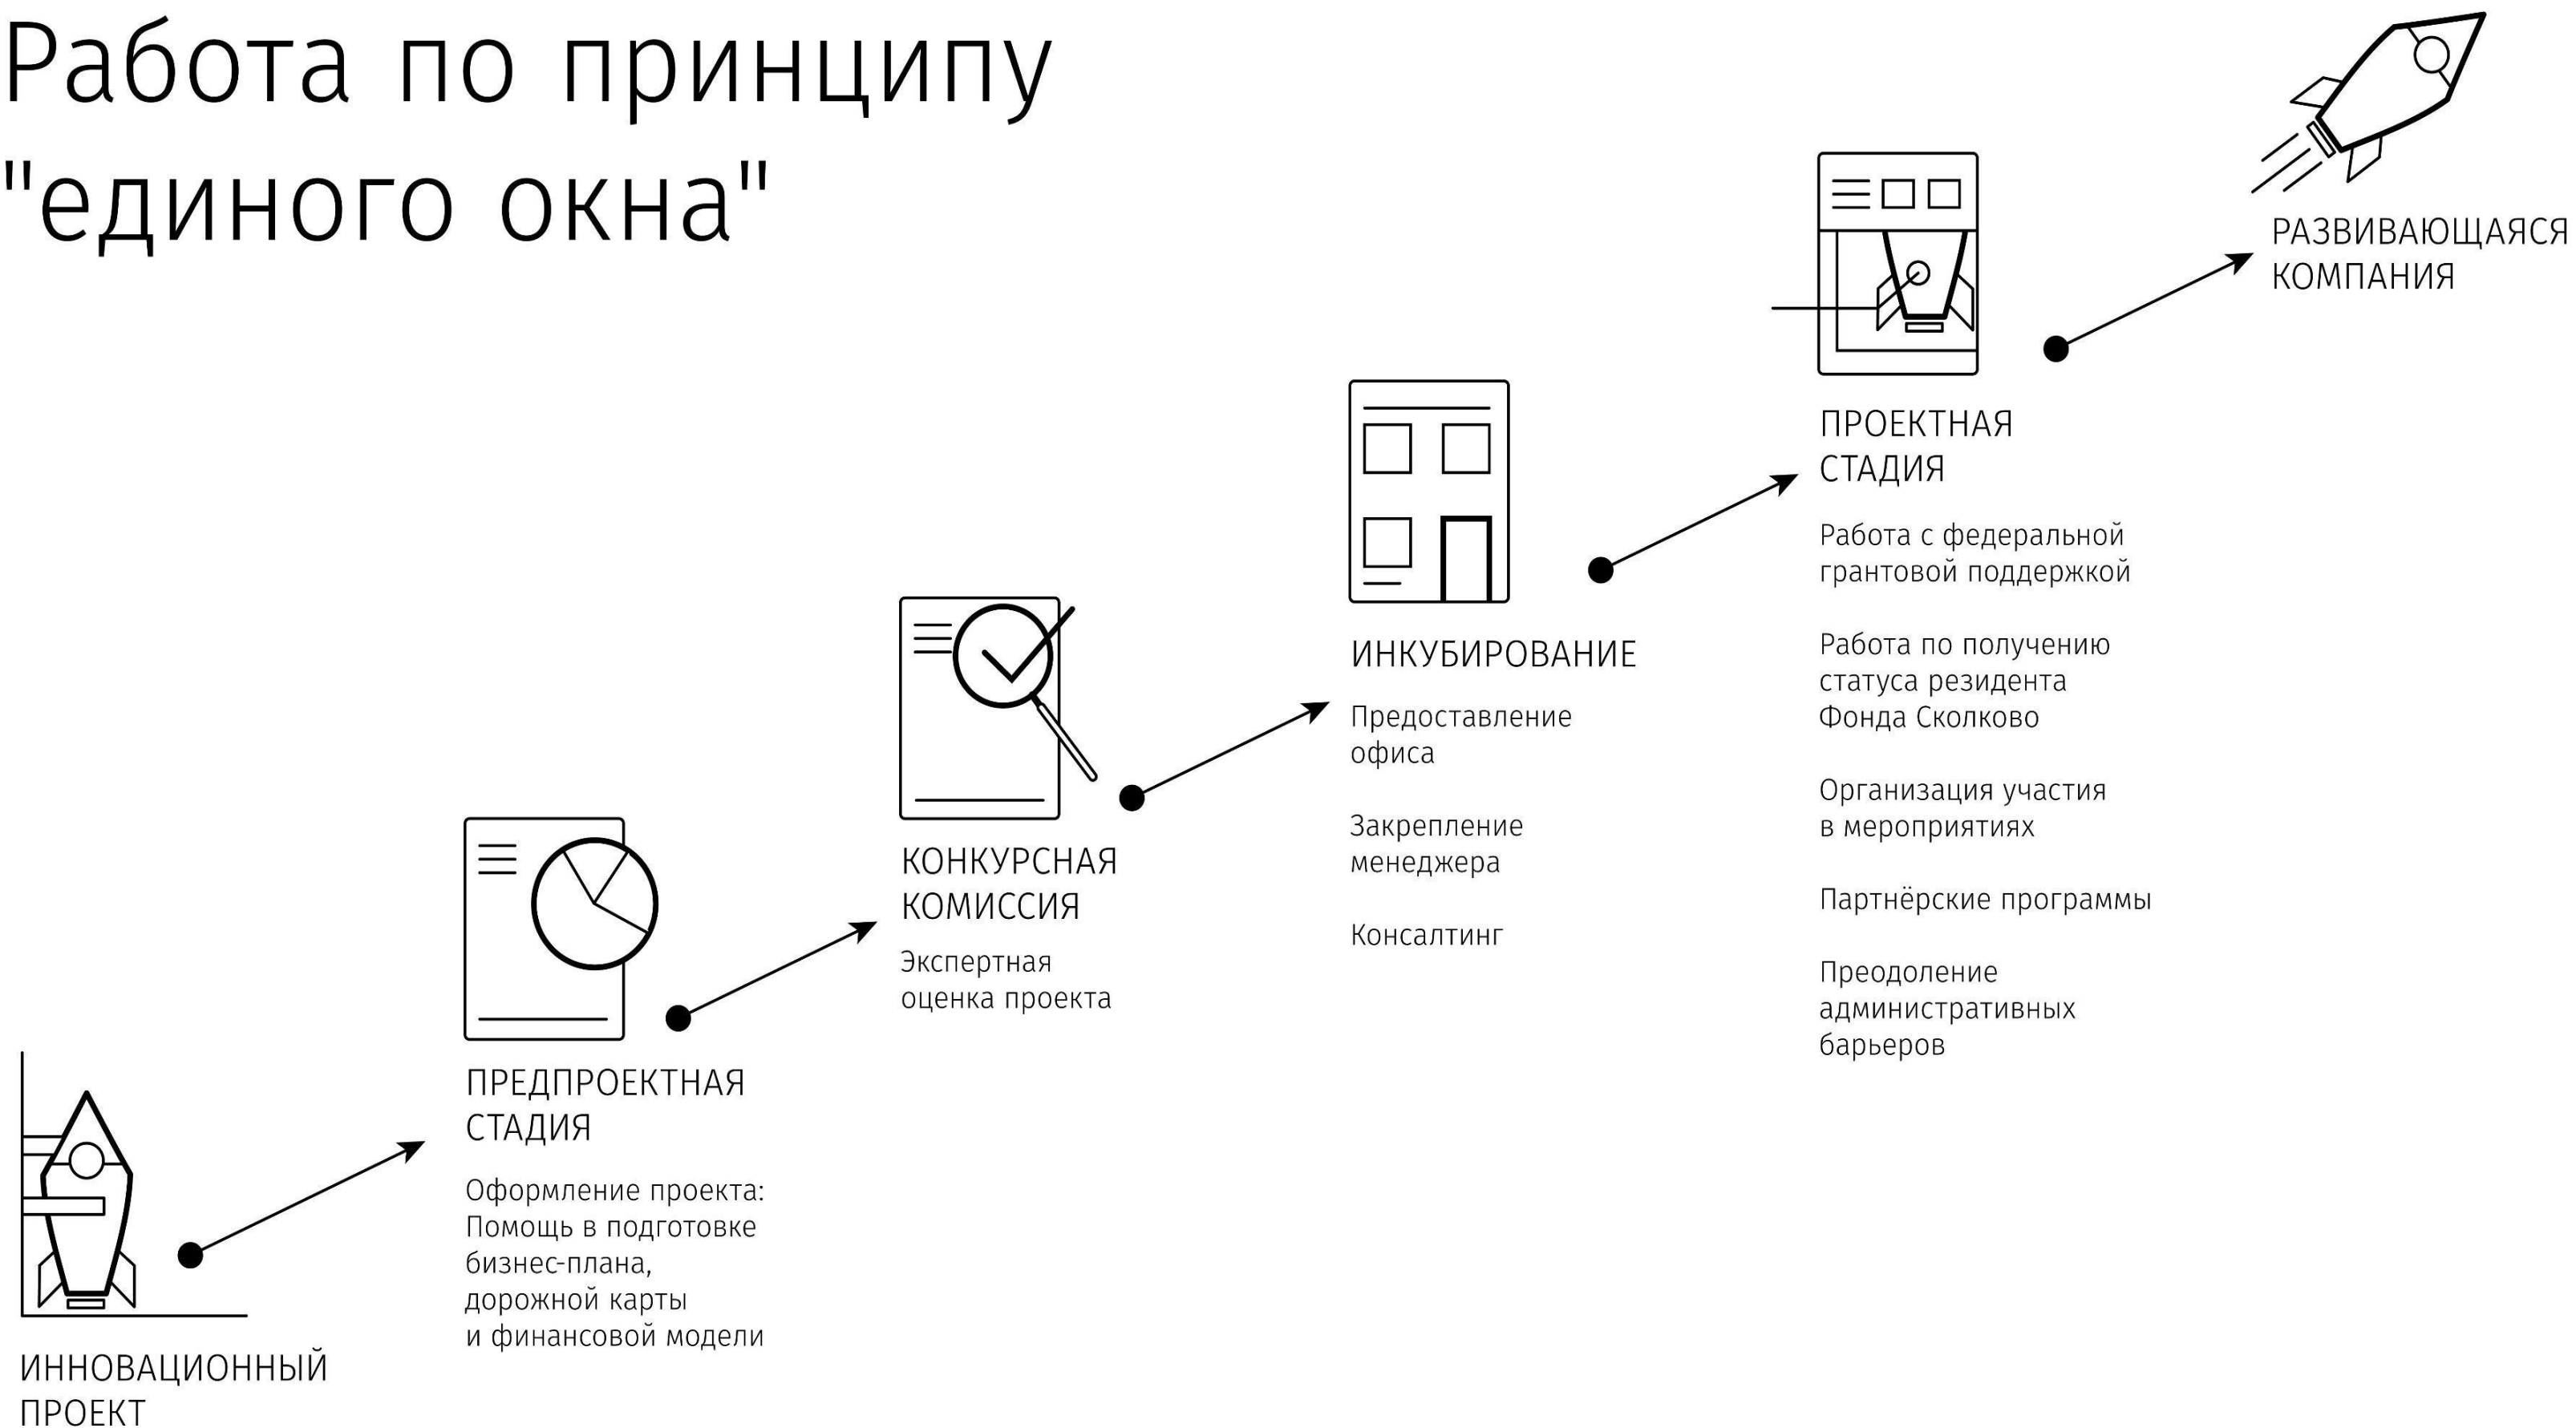 Работа по принципу
"единого окна"
ИННОВАЦИОННЫЙ
ПРОЕКТ
ПРЕДПРОЕКТНАЯ
СТАДИЯ
Оформление проекта:
Помощь в подготовке
бизнес-плана,
дорожной карты
и финансовой модели
КОНКУРСНАЯ
КОМИССИЯ
Экспертная
оценка проекта
ИНКУБИРОВАНИЕ
Предоставление
офиса
Закрепление
менеджера
Консалтинг
ПРОЕКТНАЯ
СТАДИЯ
Работа с федеральной
грантовой поддержкой
Работа по получению
статуса резидента
Фонда Сколково
Организация участия
в мероприятиях
Партнёрские программы
Преодоление
административных
барьеров
РАЗВИВАЮЩАЯСЯ
КОМПАНИЯ